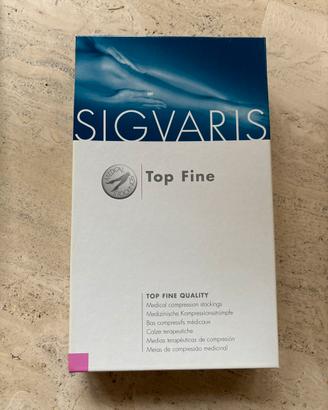 SIGVARIS
Top Fine
TOP FINE QUALITY
Medical compression stockings
Medizinische Kompressionsstrümpfe
Bas compressifs médicaux
Calze terapeutiche
Medias terapéuticas de compresión
Meias de compressão medicinal